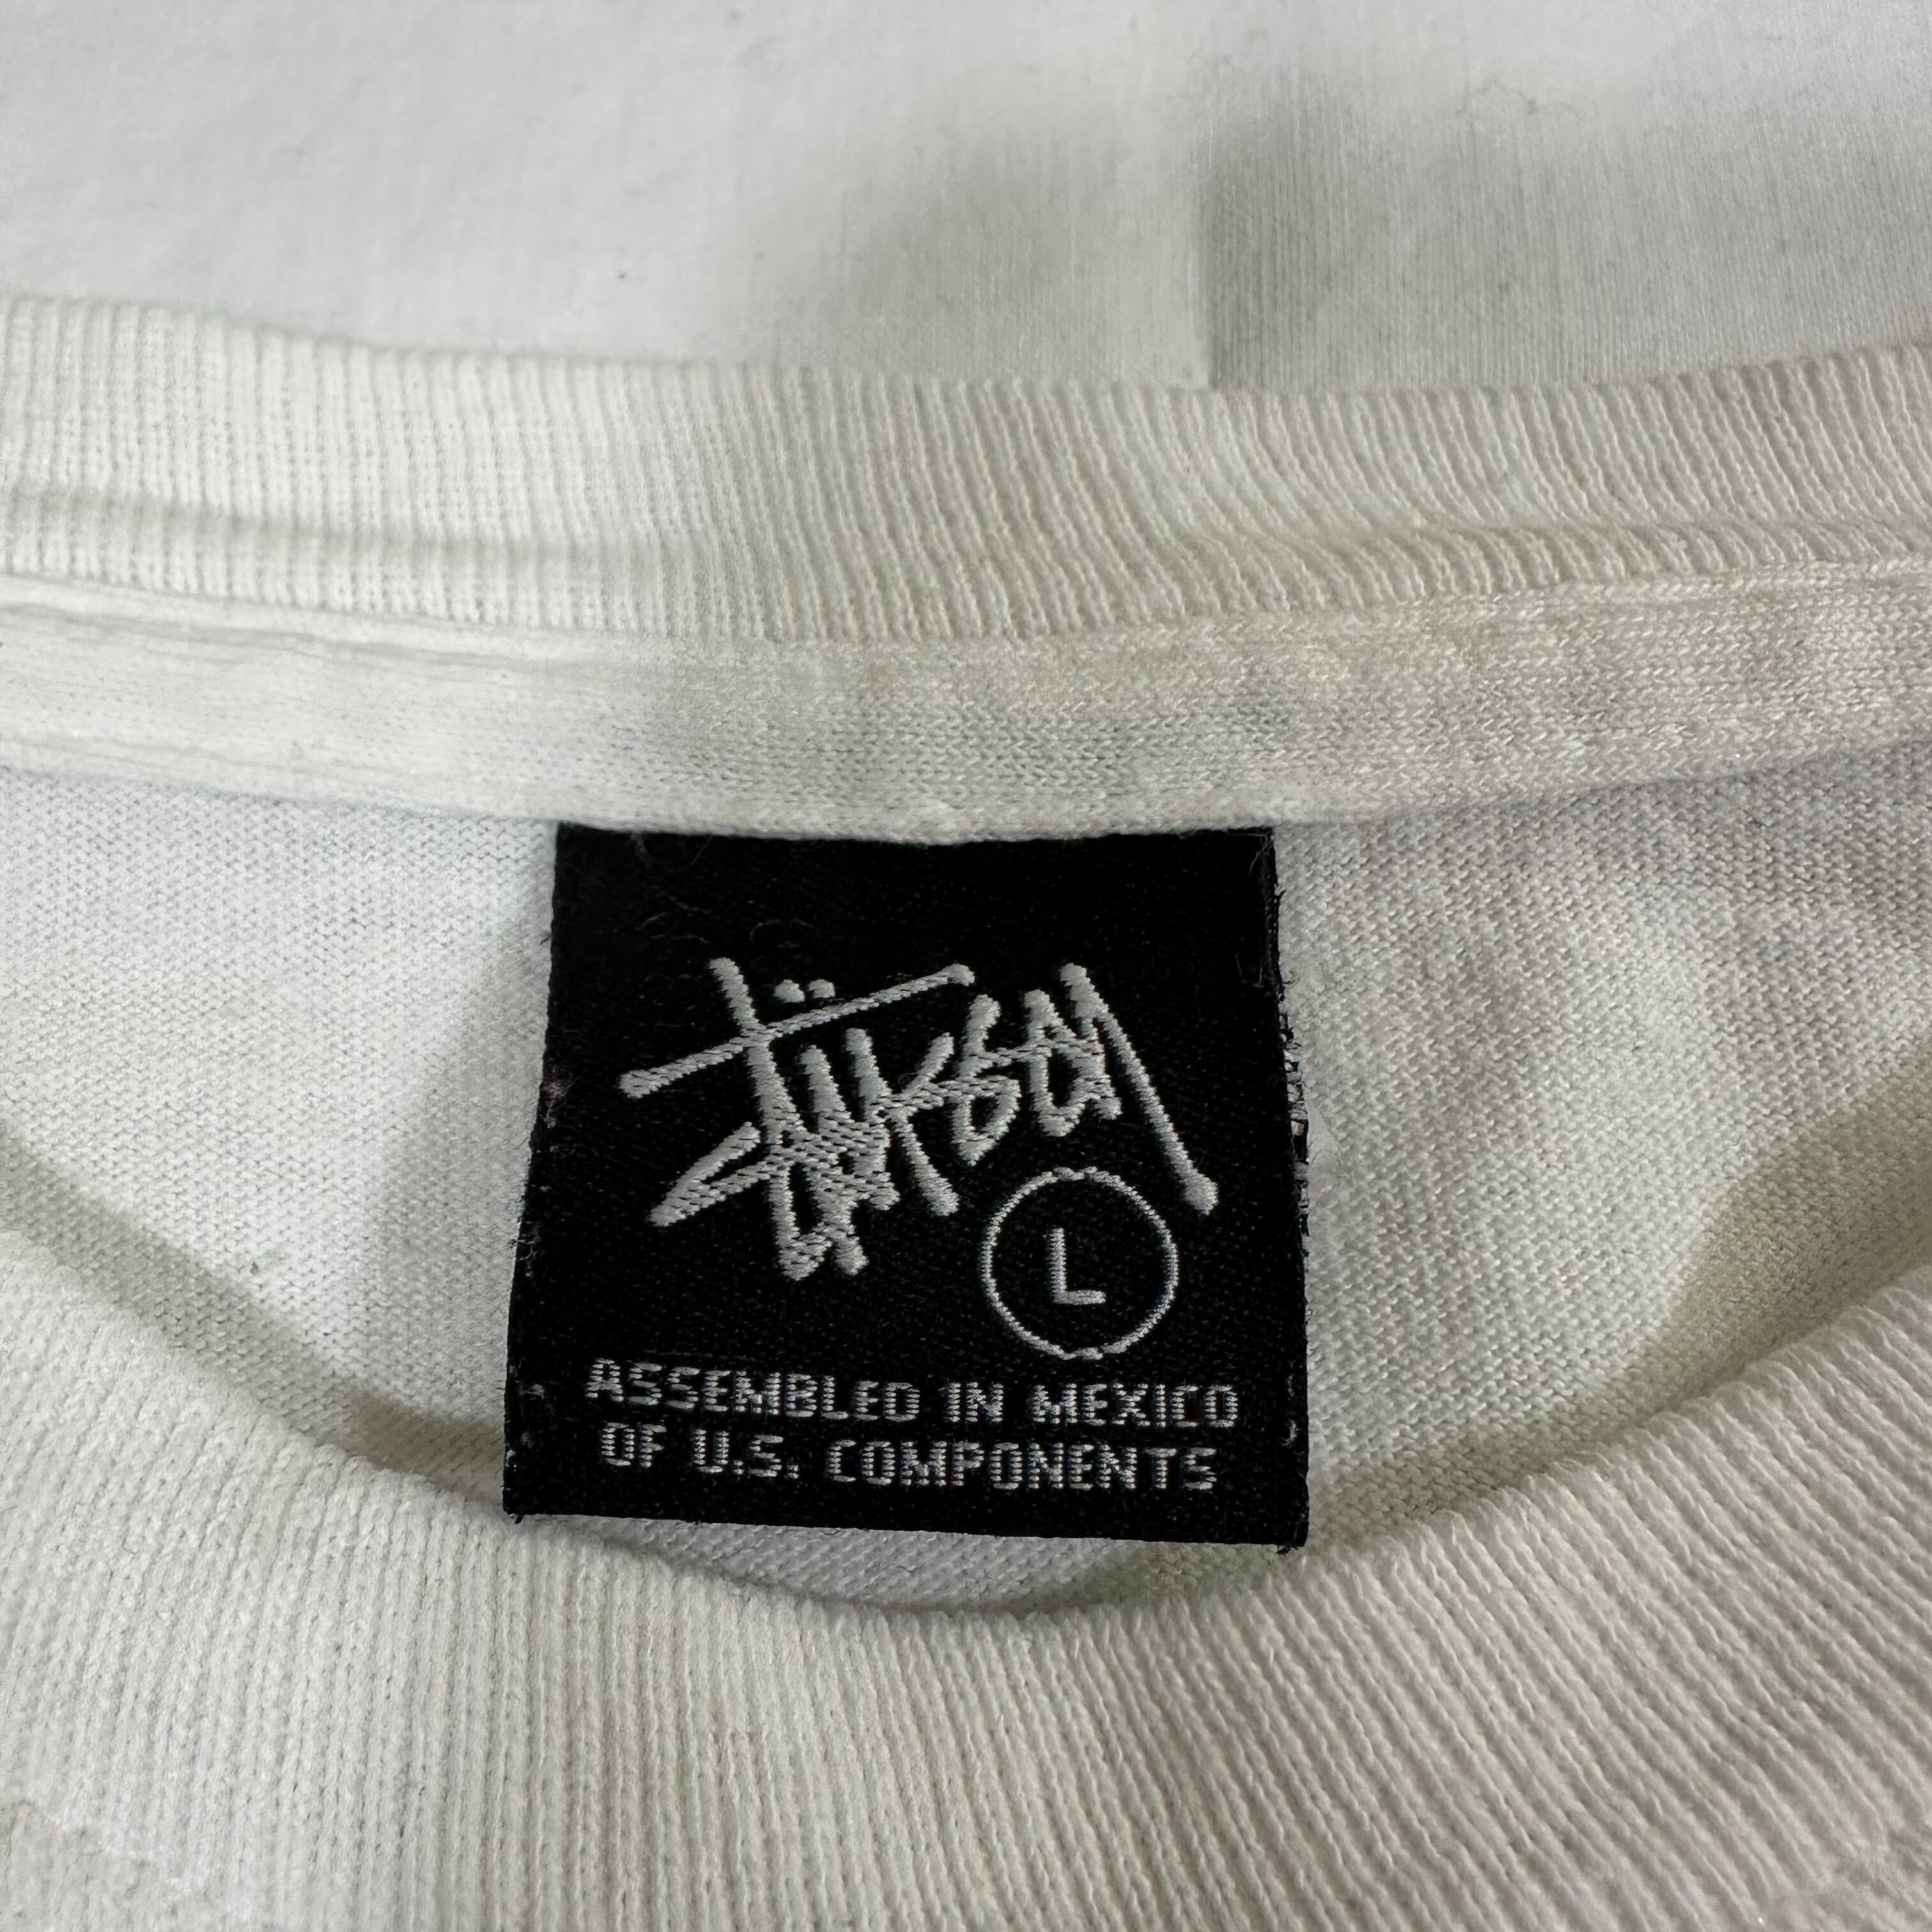 Stüssy
L
ASSEMBLED IN MEXICO
OF U.S. COMPONENTS